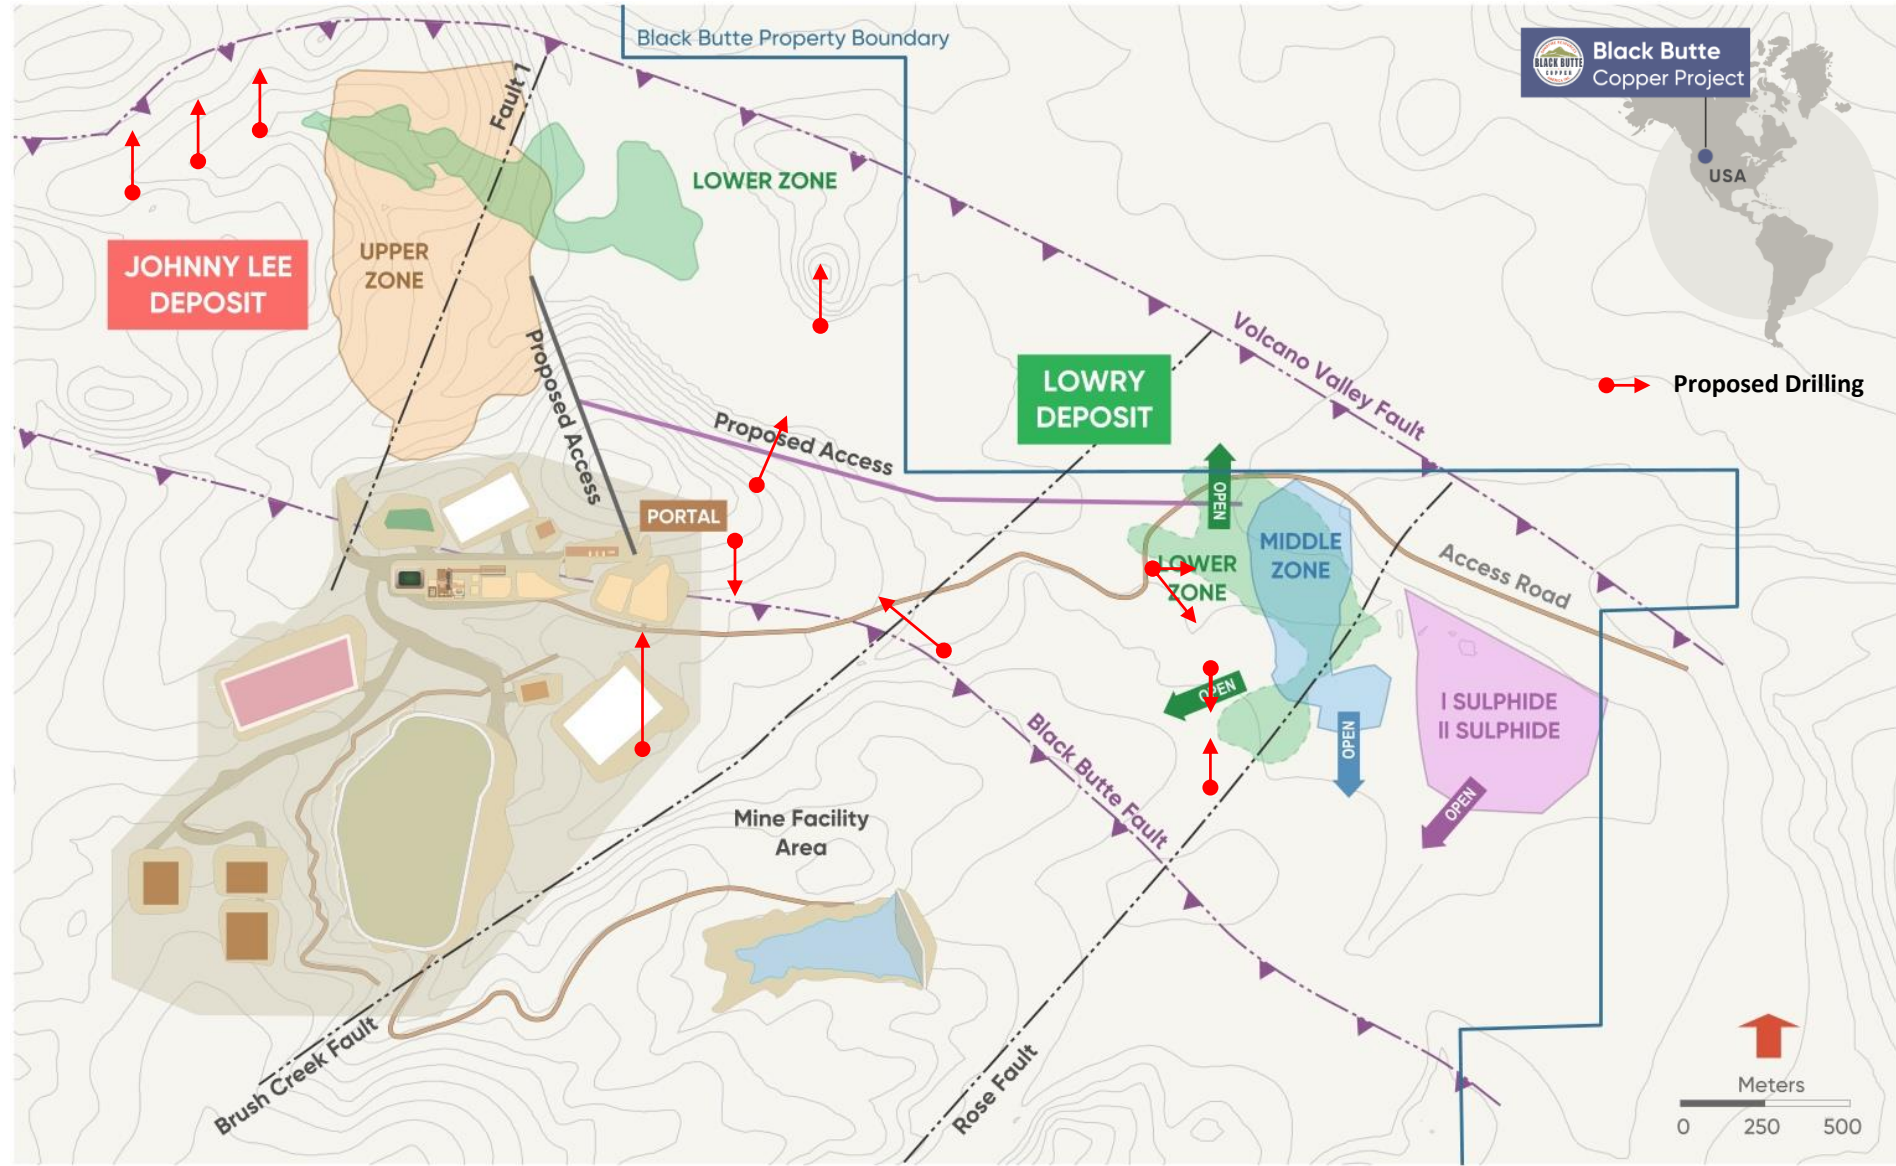 Black Butte Property Boundary
BLACK BUTTE
COPPER
Black Butte
Copper Project
USA
Fault 1
LOWER ZONE
UPPER
ZONE
JOHNNY LEE
DEPOSIT
Proposed Access
Volcano Valley Fault
Proposed Drilling
LOWRY
DEPOSIT
Proposed Access
PORTAL
OPEN
MIDDLE
ZONE
LOWER
ZONE
Access Road
OPEN
I SULPHIDE
II SULPHIDE
OPEN
OPEN
Black Butte Fault
Mine Facility
Area
Brush Creek Fault
Rose Fault
Meters
0 250 500